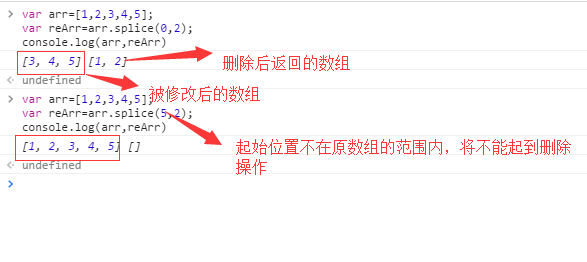 > var arr=[1,2,3,4,5];
var reArr=arr.splice(0,2);
console.log(arr,reArr)
[3, 4, 5] [1, 2]
删除后返回的数组
undefined
被修改后的数组
> var arr=[1,2,3,4,5];
var reArr=arr.splice(5,2);
console.log(arr,reArr)
起始位置不在原数组的范围内，将不能起到删除
[1, 2, 3, 4, 5] []
操作
undefined
>